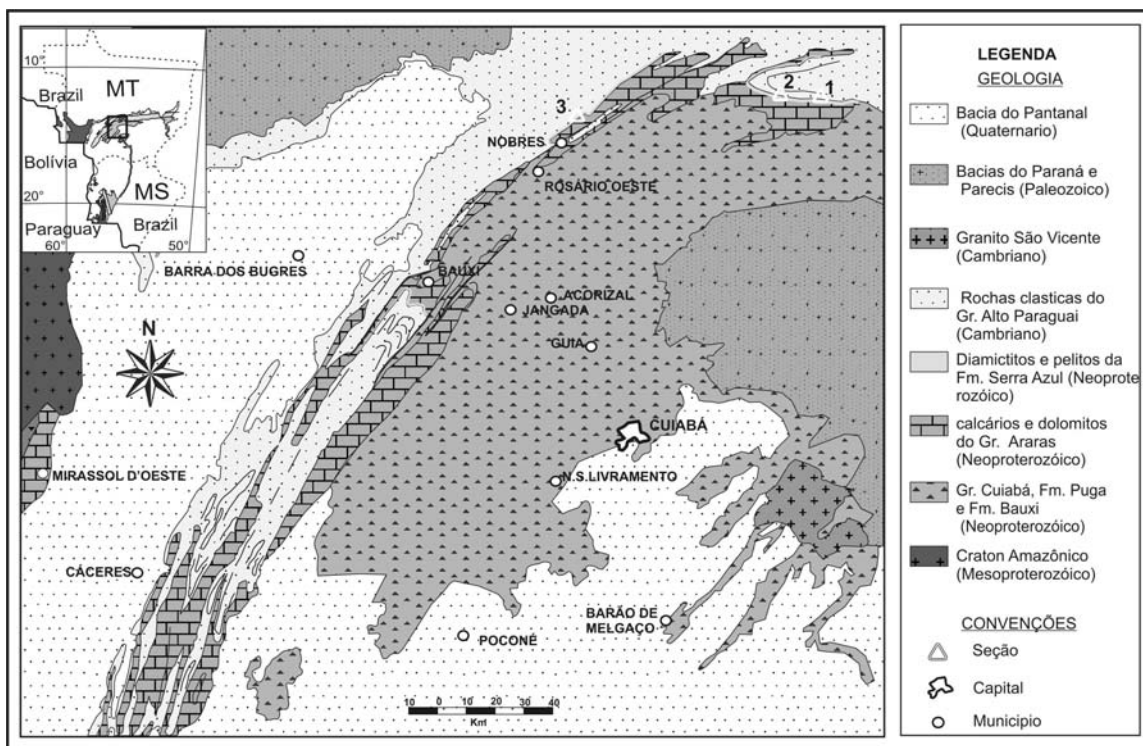 10°
Brazil
MT
Bolívia
20°
MS
Paraguay
Brazil
60°
50°
3
2
1
NOBRES
ROSÁRIO OESTE
BARRA DOS BUGRES
BAUXI
ACORIZAL
JANGADA
GUIA
N
CUIABÁ
MIRASSOL D'OESTE
N.S.LIVRAMENTO
CÁCERES
BARÃO DE
MELGAÇO
POCONÉ
10 0 10 20 30 40
Km
LEGENDA
GEOLOGIA
Bacia do Pantanal
(Quaternario)
Bacias do Paraná e
Parecis (Paleozoico)
Granito São Vicente
(Cambriano)
Rochas clasticas do
Gr. Alto Paraguai
(Cambriano)
Diamictitos e pelitos da
Fm. Serra Azul (Neoprote
rozóico)
calcários e dolomitos
do Gr. Araras
(Neoproterozóico)
Gr. Cuiabá, Fm. Puga
e Fm. Bauxi
(Neoproterozóico)
Craton Amazônico
(Mesoproterozóico)
CONVENÇÕES
Seção
Capital
Municipio